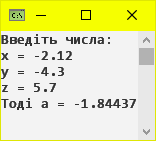 Введіть числа:
x = -2.12
y = -4.3
z = 5.7
Тоді a = -1.84437